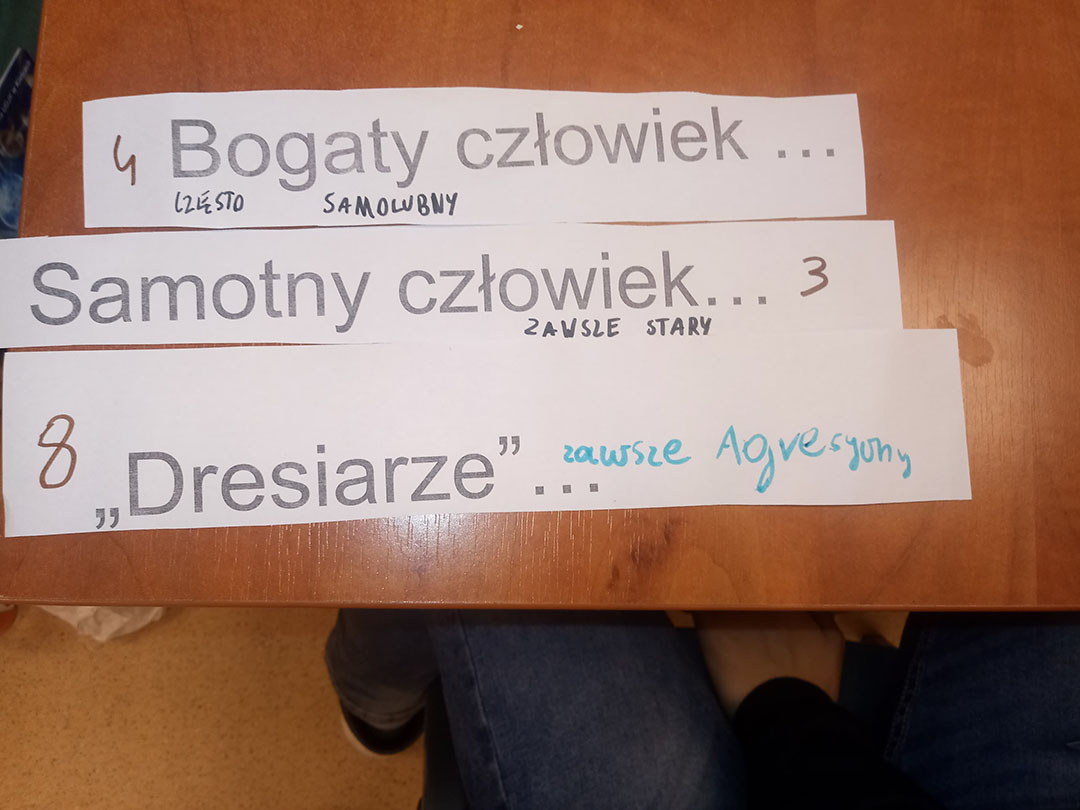 4 Bogaty człowiek ...
CZĘSTO SAMOLUBNY
Samotny człowiek... 3
ZAWSZE STARY
8 „Dresiarze” ... zawsze Agresywny